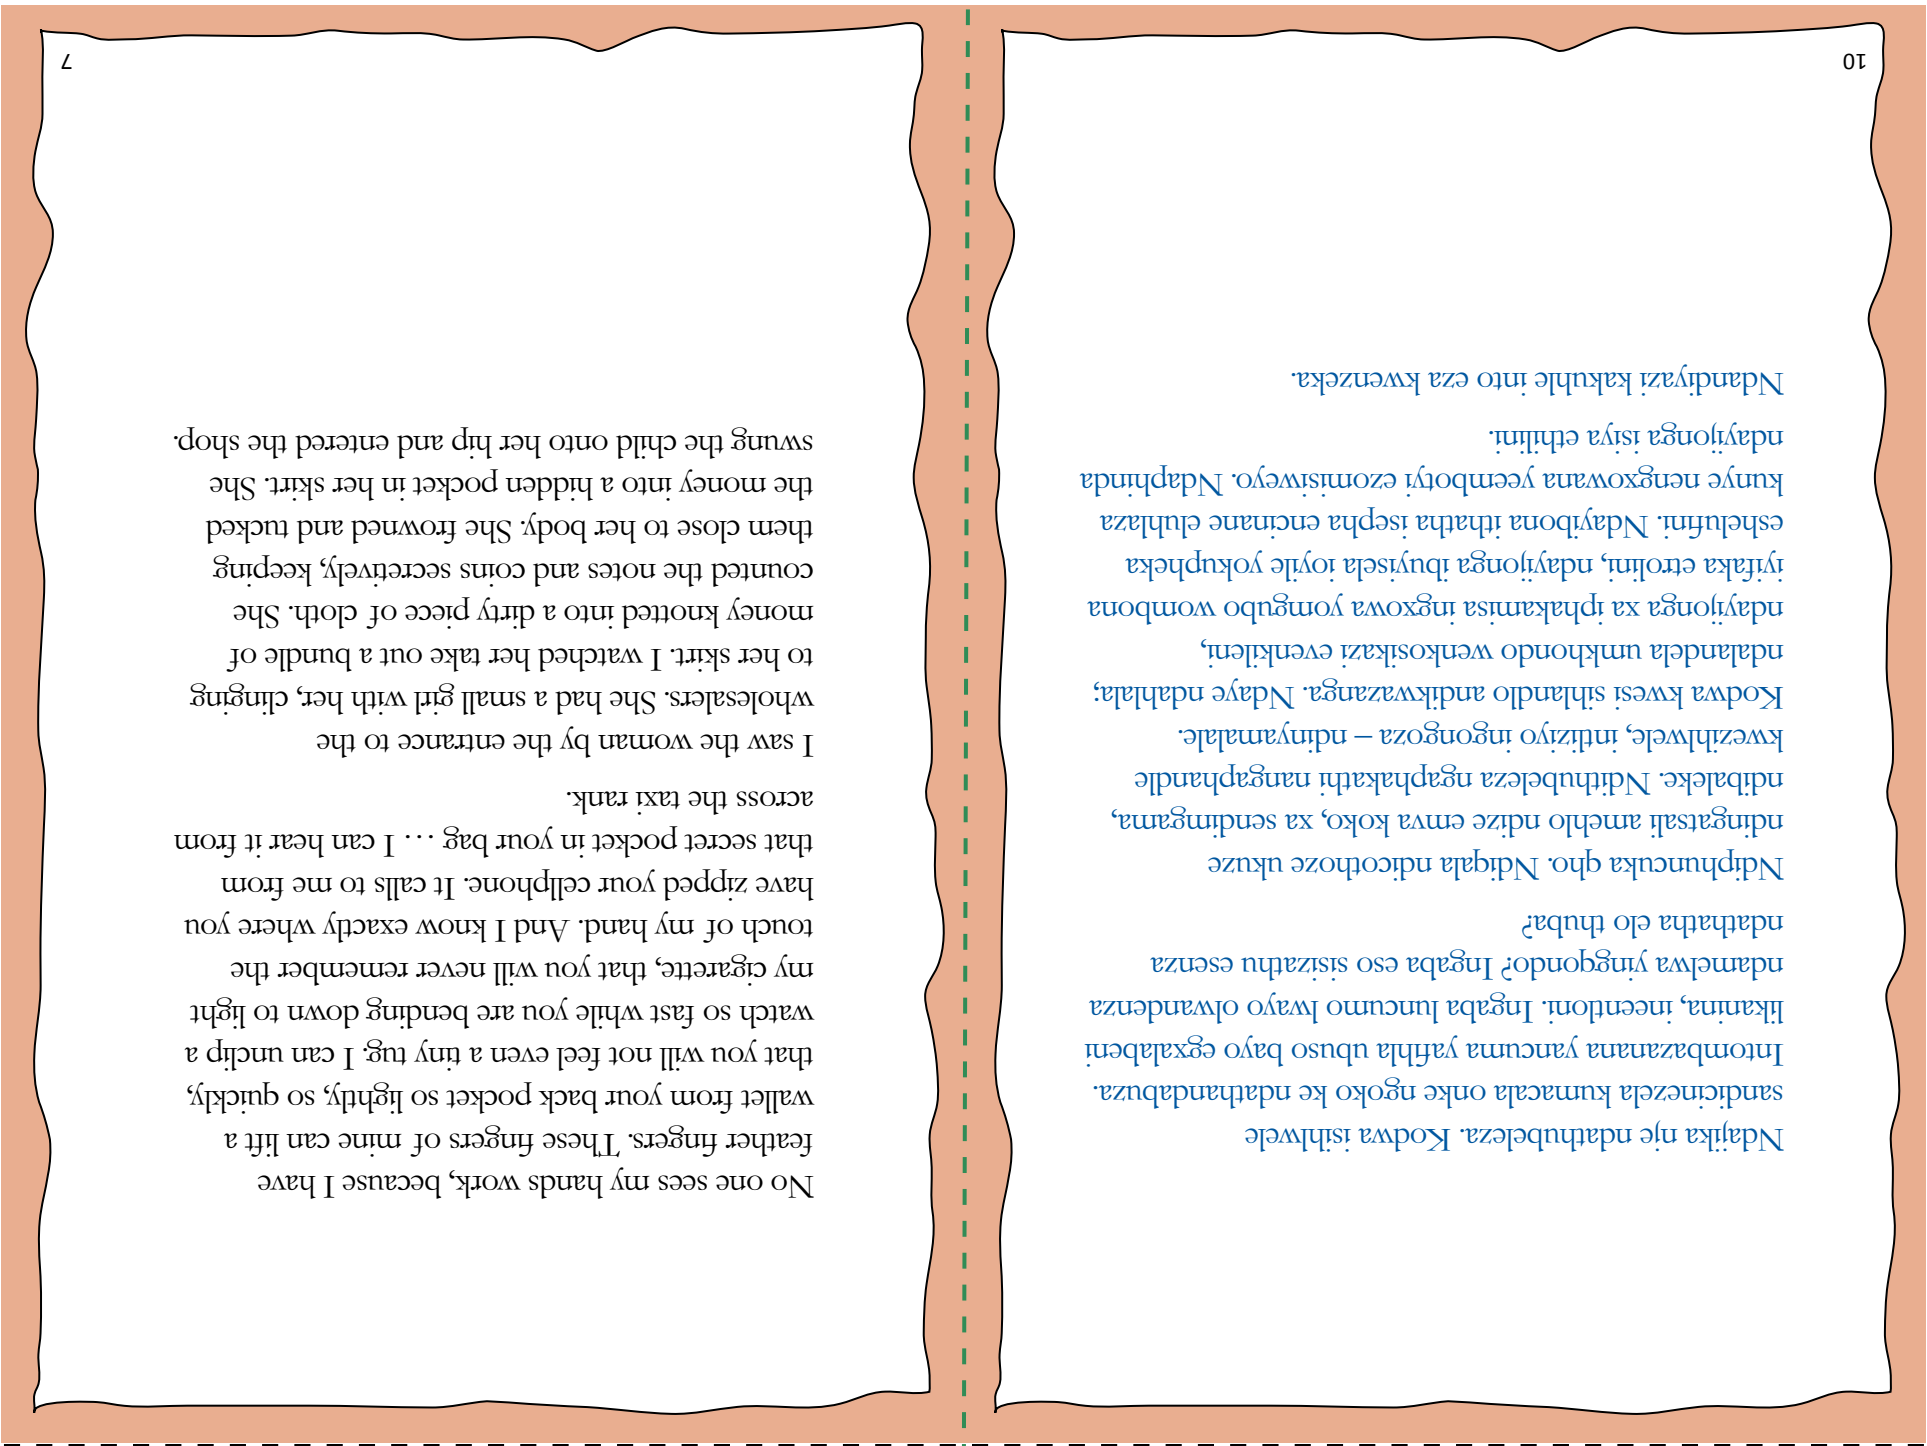 Ndajika nje ndathubeleza. Kodwa isihlwele
sandicinezela kumacala onke ngoko ke ndathandabuza.
Intombazanana yancuma yafihla ubuso bayo egxalabeni
likanina, ineentloni. Ingaba luncumo lwayo olwandenza
ndamelwa yingqondo? Ingaba eso sisizathu esenza
ndathatha elo thuba?
Ndiphuncuka qho. Ndiqala ndicothoze ukuze
ndingatsali amehlo ndize emva koko, xa sendimgama,
ndibaleke. Ndithubeleza ngaphakathi nangaphandle
kwezihlwele, intliziyo ingongoza – ndinyamalale.
Kodwa kwesi sihlandlo andikwazanga. Ndaye ndahlala;
ndalandela umkhondo wenkosikazi evenkileni,
ndayijonga xa iphakamisa ingxowa yomgubo wombona
iyifaka etrolini, ndayijonga ibuyisela ioyile yokupheka
eshelufini. Ndayibona ithatha isepha encinane eluhlaza
kunye nengxowana yeembotyi ezomisiweyo. Ndaphinda
ndayijonga isiya ethilini.
Ndandiyazi kakuhle into eza kwenzeka.
10
No one sees my hands work, because I have
feather fingers. These fingers of mine can lift a
wallet from your back pocket so lightly, so quickly,
that you will not feel even a tiny tug. I can unclip a
watch so fast while you are bending down to light
my cigarette, that you will never remember the
touch of my hand. And I know exactly where you
have zipped your cellphone. It calls to me from
that secret pocket in your bag … I can hear it from
across the taxi rank.
I saw the woman by the entrance to the
wholesalers. She had a small girl with her, clinging
to her skirt. I watched her take out a bundle of
money knotted into a dirty piece of cloth. She
counted the notes and coins secretively, keeping
them close to her body. She frowned and tucked
the money into a hidden pocket in her skirt. She
swung the child onto her hip and entered the shop.
7